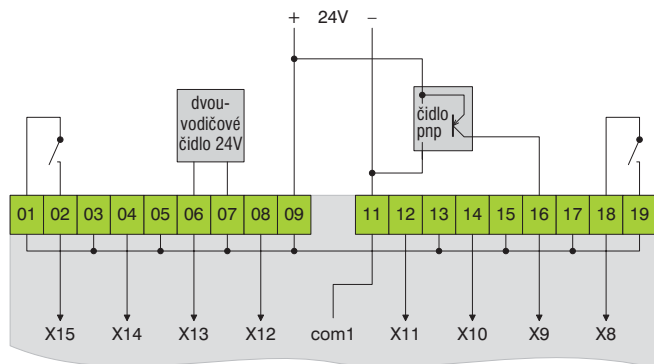 + 24V −
dvou-
vodičové
čidlo 24V
čidlo
pnp
01 02 03 04 05 06 07 08 09 11 12 13 14 15 16 17 18 19
X15 X14 X13 X12 com1 X11 X10 X9 X8